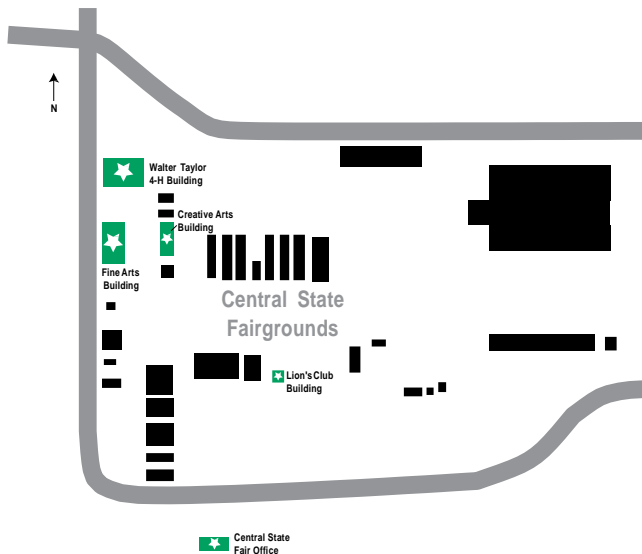 N
Walter Taylor
4-H Building
Creative Arts
Building
Fine Arts
Building
Central State
Fairgrounds
Lion's Club
Building
Central State
Fair Office